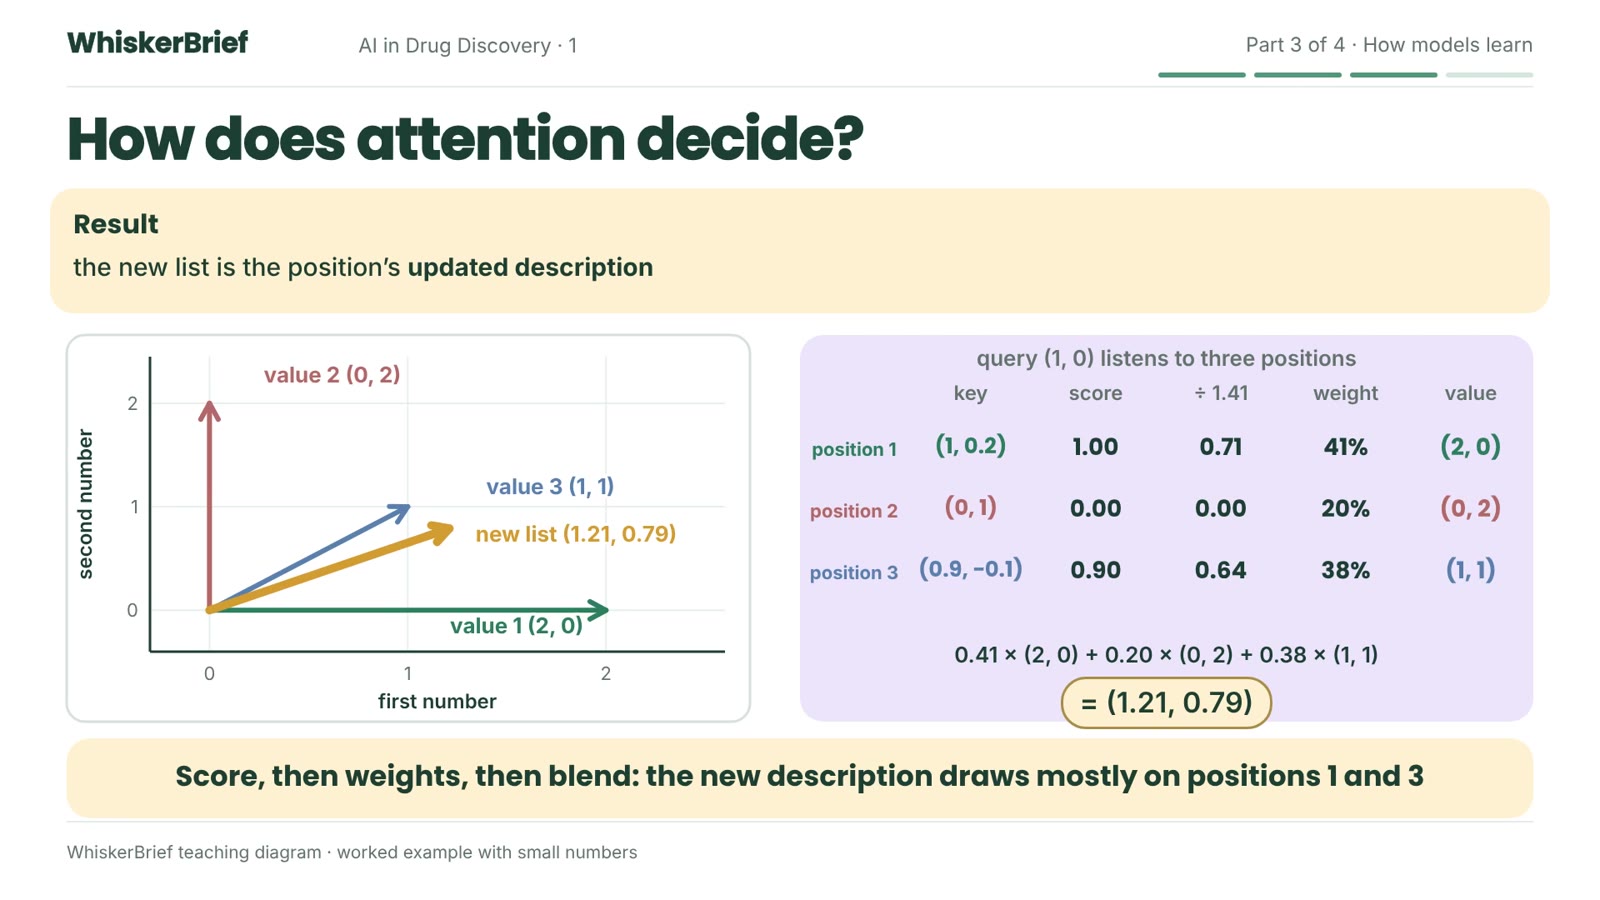 WhiskerBrief
AI in Drug Discovery · 1
Part 3 of 4 · How models learn
How does attention decide?
Result
the new list is the position’s updated description
second number
2
1
0
0 1 2
first number
value 2 (0, 2)
value 3 (1, 1)
new list (1.21, 0.79)
value 1 (2, 0)
query (1, 0) listens to three positions
key score ÷ 1.41 weight value
position 1 (1, 0.2) 1.00 0.71 41% (2, 0)
position 2 (0, 1) 0.00 0.00 20% (0, 2)
position 3 (0.9, −0.1) 0.90 0.64 38% (1, 1)
0.41 × (2, 0) + 0.20 × (0, 2) + 0.38 × (1, 1)
= (1.21, 0.79)
Score, then weights, then blend: the new description draws mostly on positions 1 and 3
WhiskerBrief teaching diagram · worked example with small numbers